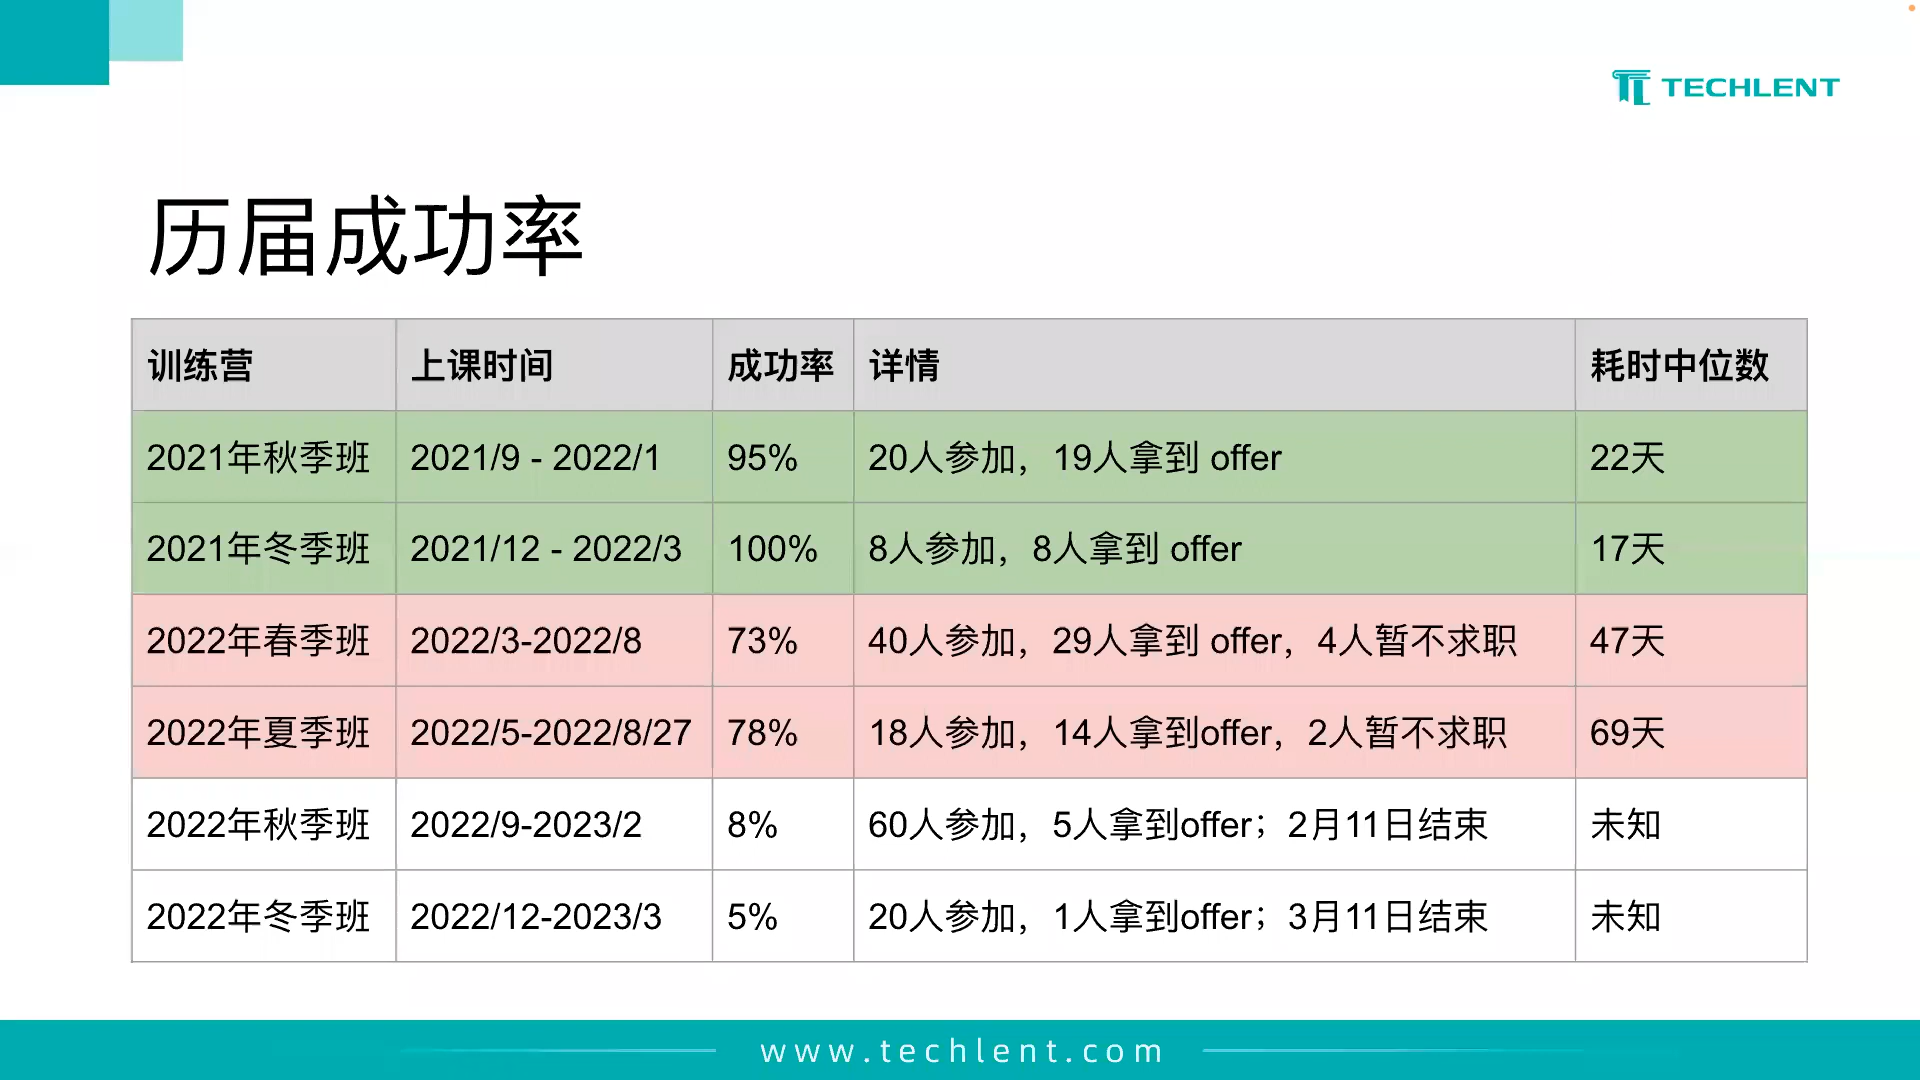 TECHLENT
历届成功率
训练营 上课时间 成功率 详情 耗时中位数
2021年秋季班 2021/9 - 2022/1 95% 20人参加，19人拿到 offer 22天
2021年冬季班 2021/12 - 2022/3 100% 8人参加，8人拿到 offer 17天
2022年春季班 2022/3-2022/8 73% 40人参加，29人拿到 offer，4人暂不求职 47天
2022年夏季班 2022/5-2022/8/27 78% 18人参加，14人拿到offer，2人暂不求职 69天
2022年秋季班 2022/9-2023/2 8% 60人参加，5人拿到offer；2月11日结束 未知
2022年冬季班 2022/12-2023/3 5% 20人参加，1人拿到offer；3月11日结束 未知
www.techlent.com